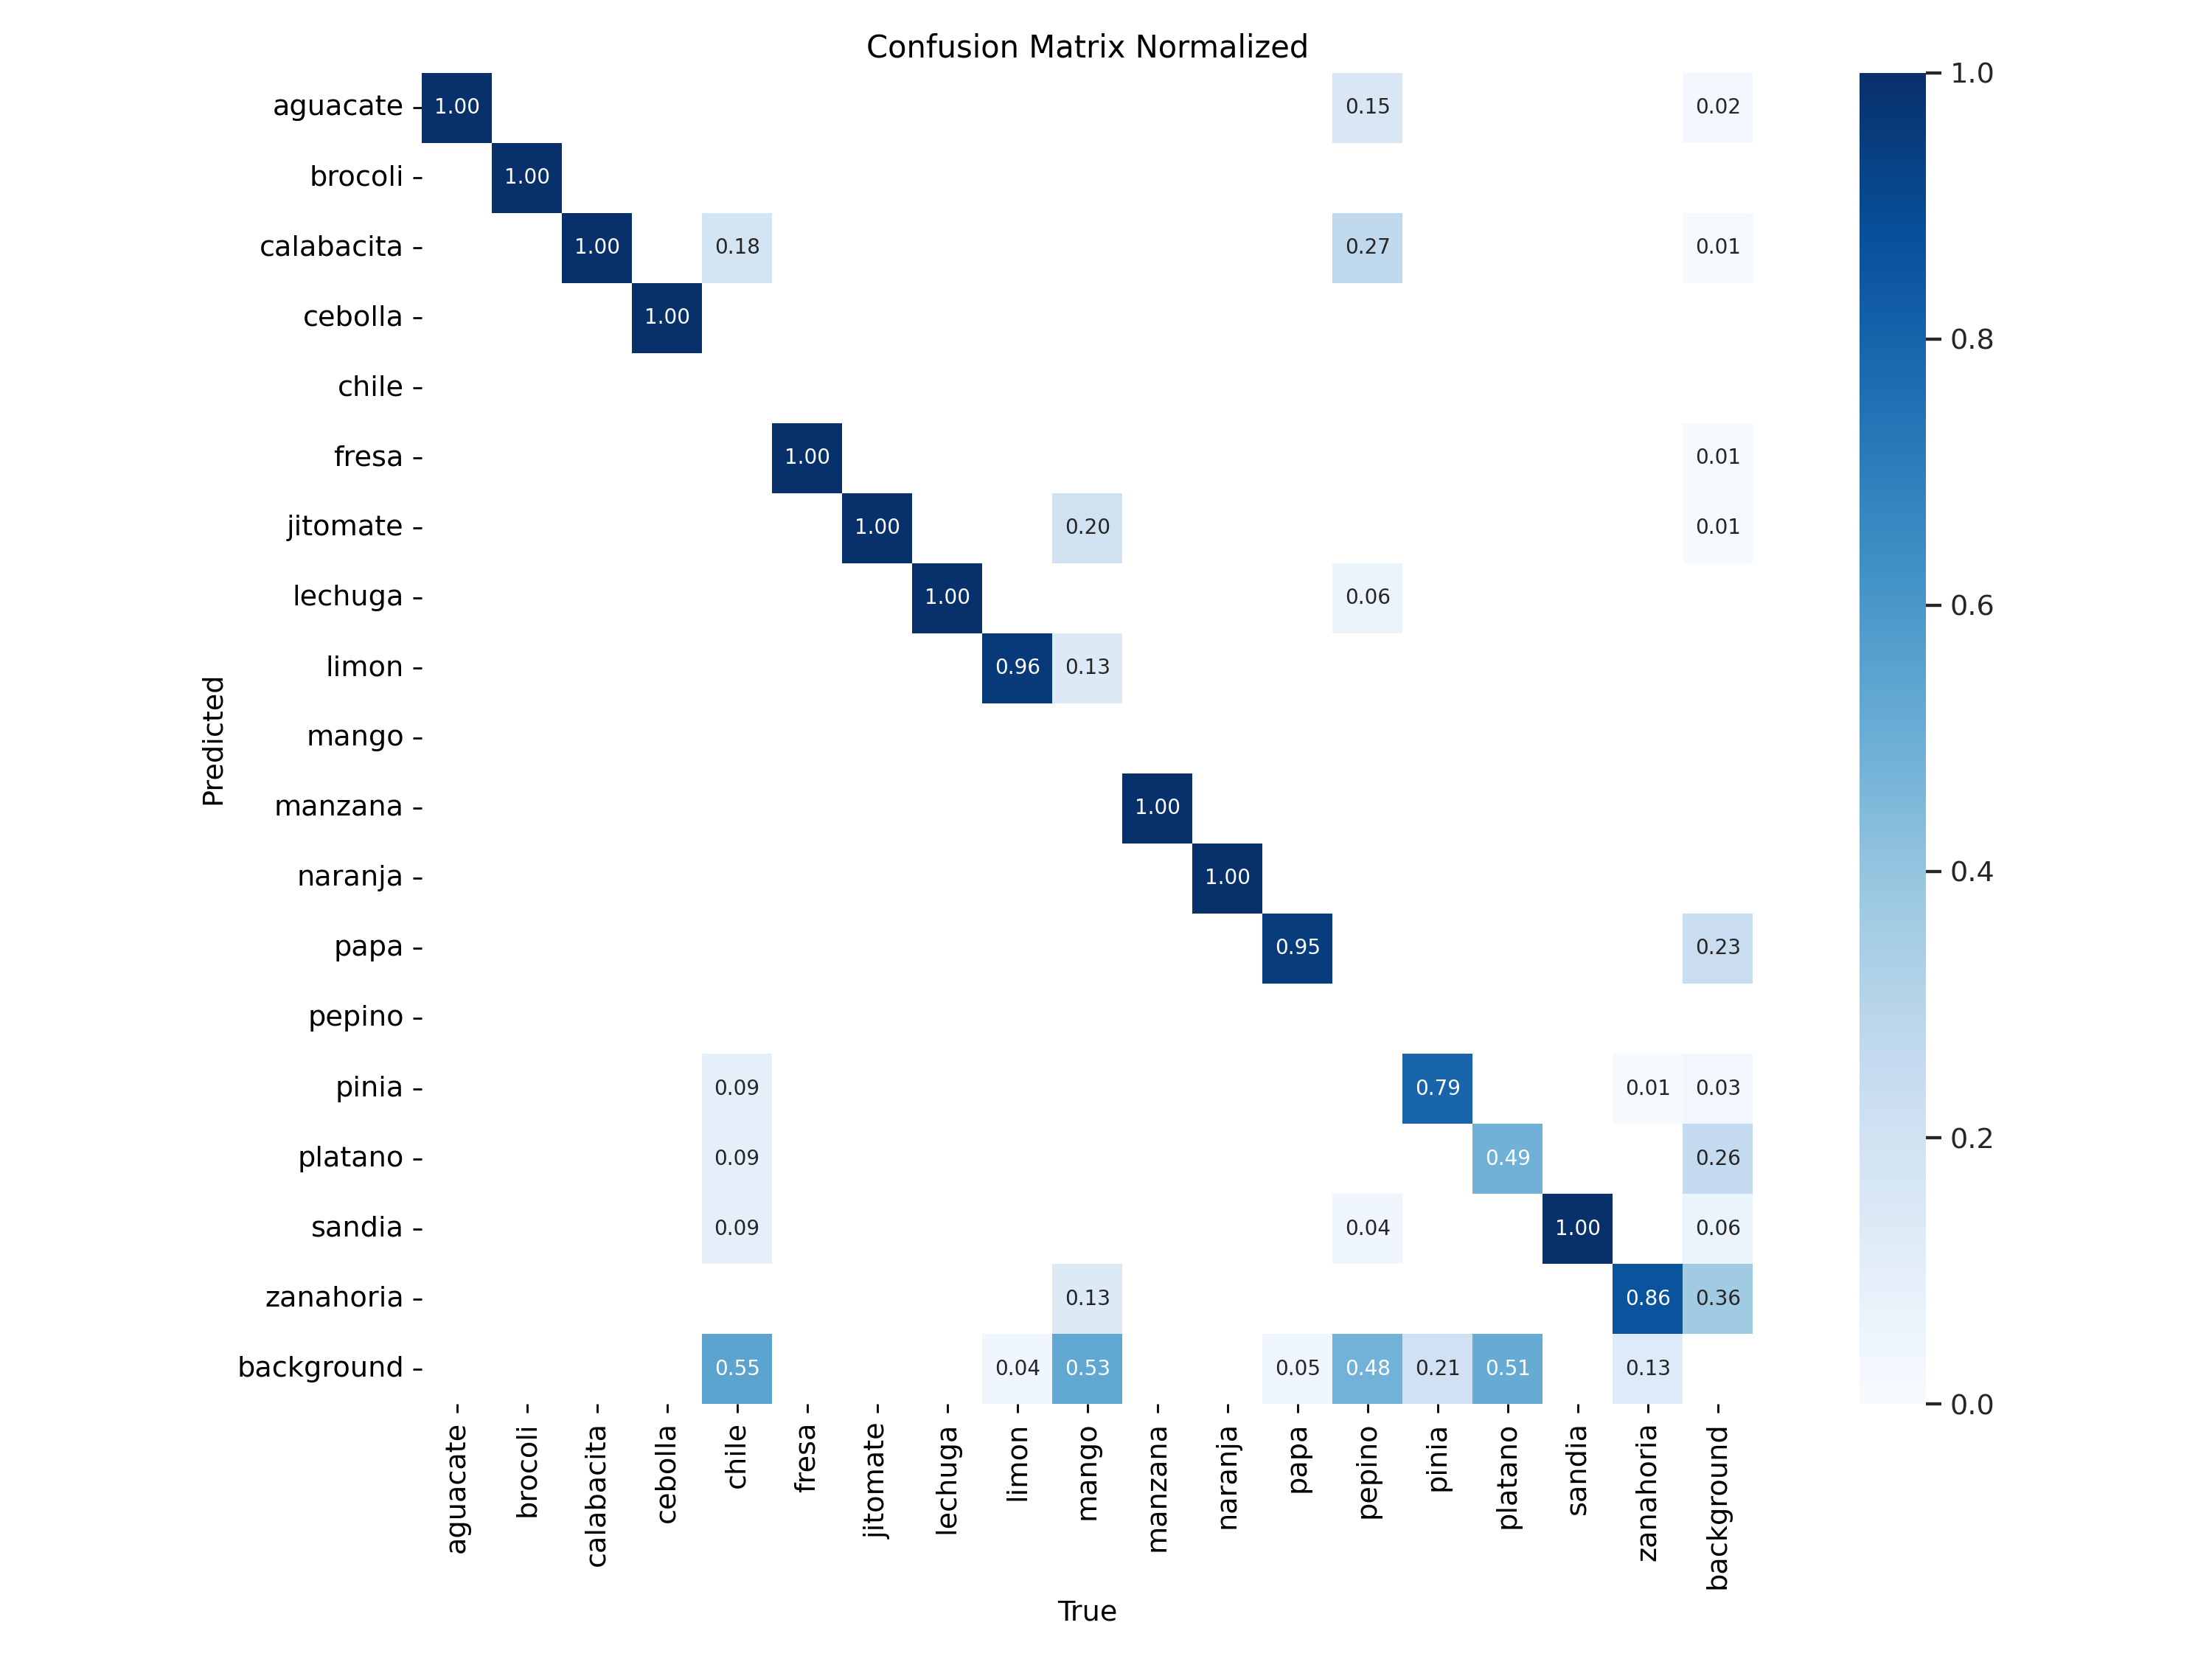 Confusion Matrix Normalized
aguacate 1.00 0.15 0.02
brocoli 1.00
calabacita 1.00 0.18 0.27 0.01
cebolla 1.00
chile
fresa 1.00 0.01
jitomate 1.00 0.20 0.01
lechuga 1.00 0.06
limon 0.96 0.13
mango
manzana 1.00
naranja 1.00
papa 0.95 0.23
pepino
pinia 0.09 0.79 0.01 0.03
platano 0.09 0.49 0.26
sandia 0.09 0.04 1.00 0.06
zanahoria 0.13 0.86 0.36
background 0.55 0.04 0.53 0.05 0.48 0.21 0.51 0.13
Predicted
aguacate brocoli calabacita cebolla chile fresa jitomate lechuga limon mango manzana naranja papa pepino pinia platano sandia zanahoria background
True
1.0
0.8
0.6
0.4
0.2
0.0